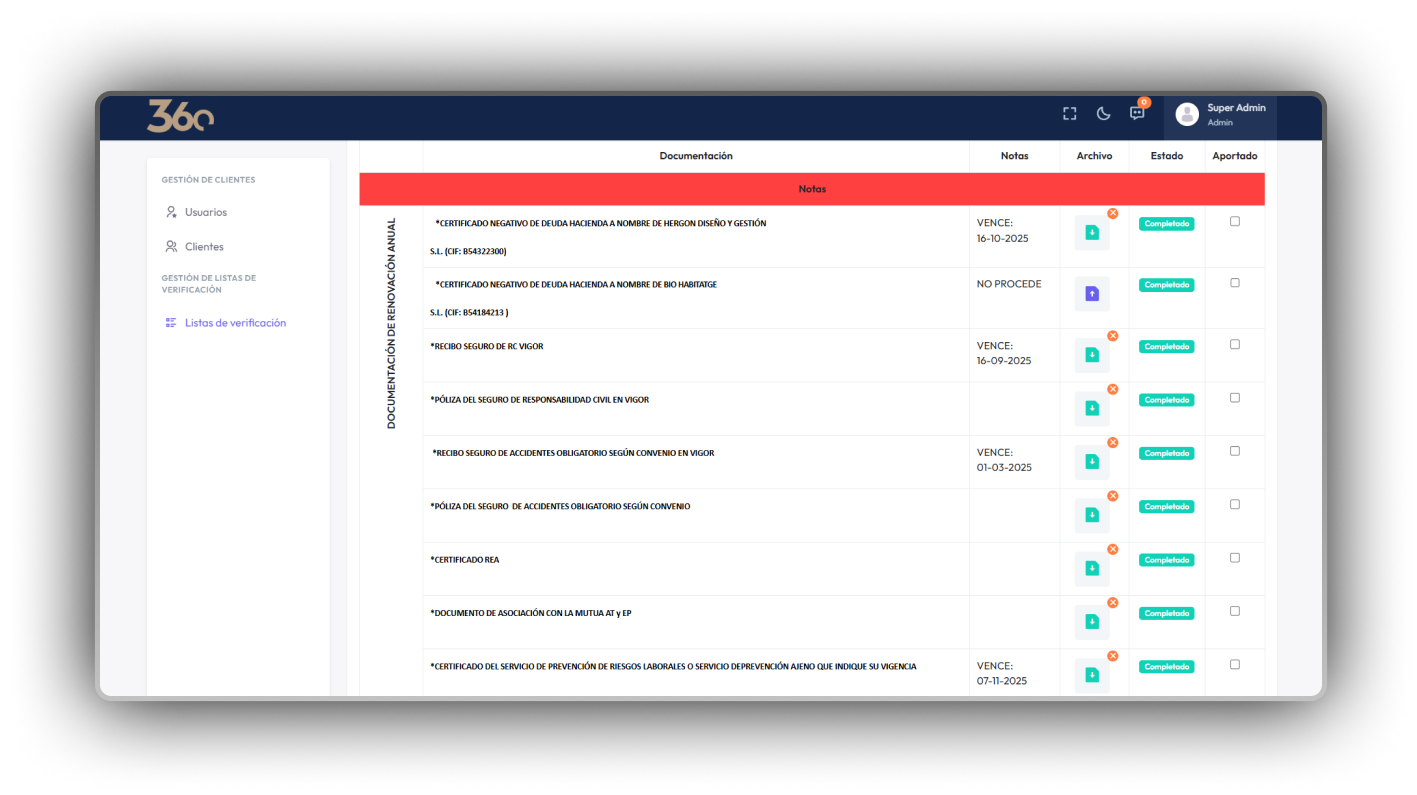 360
0
Super Admin
Admin
GESTIÓN DE CLIENTES
Usuarios
Clientes
GESTIÓN DE LISTAS DE
VERIFICACIÓN
Listas de verificación
Documentación Notas Archivo Estado Aportado
Notas
DOCUMENTACIÓN DE RENOVACIÓN ANUAL
*CERTIFICADO NEGATIVO DE DEUDA HACIENDA A NOMBRE DE HERGON DISEÑO Y GESTIÓN
S.L. (CIF: B54322300)
VENCE:
16-10-2025
Completado
*CERTIFICADO NEGATIVO DE DEUDA HACIENDA A NOMBRE DE BIO HABITATGE
S.L. (CIF: B54184213 )
NO PROCEDE
Completado
*RECIBO SEGURO DE RC VIGOR
VENCE:
16-09-2025
Completado
*PÓLIZA DEL SEGURO DE RESPONSABILIDAD CIVIL EN VIGOR
Completado
*RECIBO SEGURO DE ACCIDENTES OBLIGATORIO SEGÚN CONVENIO EN VIGOR
VENCE:
01-03-2025
Completado
*PÓLIZA DEL SEGURO DE ACCIDENTES OBLIGATORIO SEGÚN CONVENIO
Completado
*CERTIFICADO REA
Completado
*DOCUMENTO DE ASOCIACIÓN CON LA MUTUA AT y EP
Completado
*CERTIFICADO DEL SERVICIO DE PREVENCIÓN DE RIESGOS LABORALES O SERVICIO DEPREVENCIÓN AJENO QUE INDIQUE SU VIGENCIA
VENCE:
07-11-2025
Completado